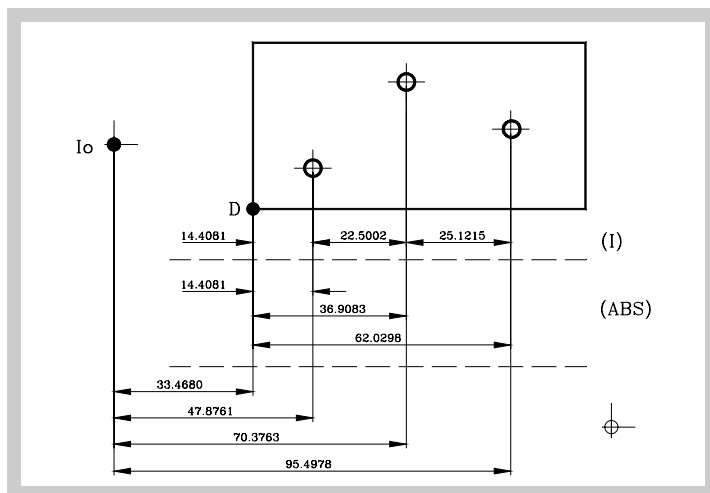 Io
D
14.4081 22.5002 25.1215 (I)
14.4081
36.9083 (ABS)
62.0298
33.4680
47.8761
70.3763
95.4978